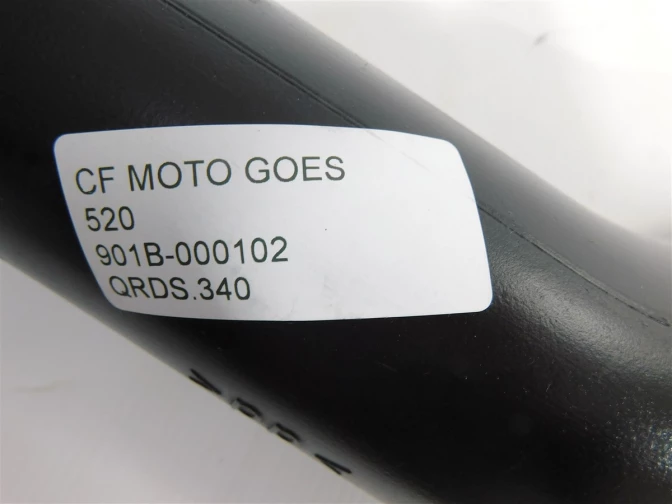 CF MOTO GOES
520
901B-000102
QRDS.340